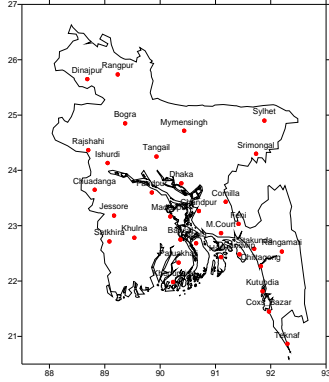 27
Rangpur
Dinajpur
26
Bogra
Sylhet
25
Mymensingh
Rajshahi
Tangail
Srimongal
Ishurdi
24
Dhaka
Chuadanga
Comilla
Jessore
Feni
23
Khulna
M.Court
Satkhira
Rangamati
Chittagong
Patuakhali
22
Kutubdia
Coxs_Bazar
21
Teknaf
88
89
90
91
92
93